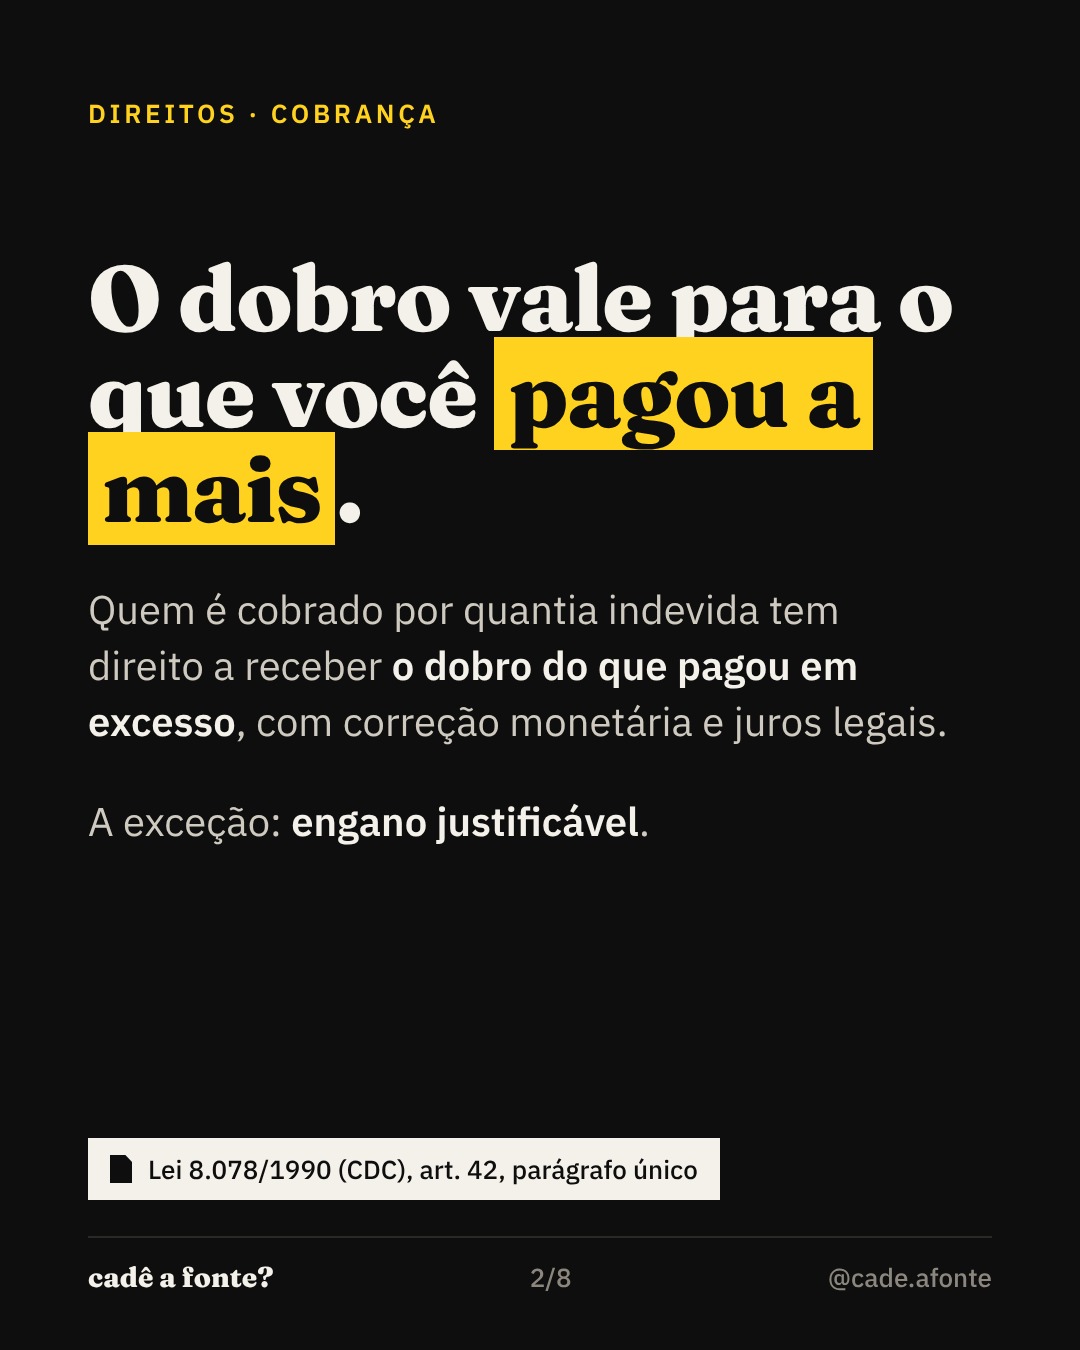 DIREITOS · COBRANÇA
O dobro vale para o
que você pagou a
mais.
Quem é cobrado por quantia indevida tem
direito a receber o dobro do que pagou em
excesso, com correção monetária e juros legais.
A exceção: engano justificável.
Lei 8.078/1990 (CDC), art. 42, parágrafo único
cadê a fonte?
2/8
@cade.afonte